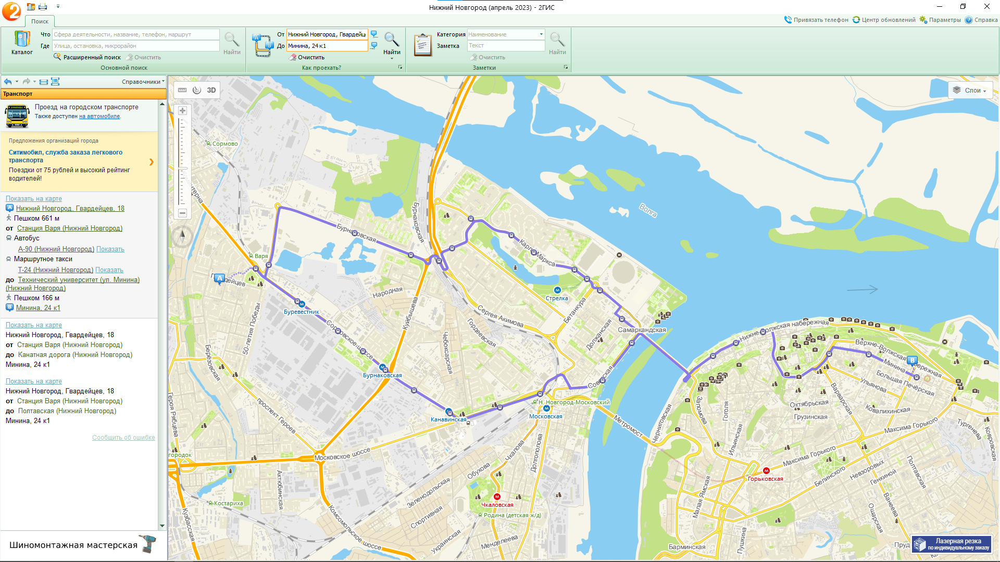 Нижний Новгород (апрель 2023) - 2ГИС
Поиск
Привязать телефон
Центр обновлений
Параметры
Справка
Каталог
Что
Сфера деятельности, название, телефон, маршрут
Где
Улица, остановка, микрорайон
Расширенный поиск
Очистить
Найти
Основной поиск
От
Нижний Новгород, Гвардейц
До
Минина, 24 к1
Очистить
Найти
Как проехать?
Категория
Наименование
Заметка
Текст
Очистить
Найти
Заметки
Справочники
Транспорт
Проезд на городском транспорте
Также доступен на автомобиле.
Предложения организаций города
Ситимобил, служба заказа легкового
транспорта
Поездки от 75 рублей и высокий рейтинг
водителей!
Показать на карте
A Нижний Новгород, Гвардейцев, 18
Пешком 661 м
от Станция Варя (Нижний Новгород)
Автобус
А-90 (Нижний Новгород) Показать
Маршрутное такси
Т-24 (Нижний Новгород) Показать
до Технический университет (ул. Минина)
(Нижний Новгород)
Пешком 166 м
B Минина, 24 к1
Показать на карте
Нижний Новгород, Гвардейцев, 18
от Станция Варя (Нижний Новгород)
до Канатная дорога (Нижний Новгород)
Минина, 24 к1
Показать на карте
Нижний Новгород, Гвардейцев, 18
от Станция Варя (Нижний Новгород)
до Полтавская (Нижний Новгород)
Минина, 24 к1
Сообщить об ошибке
Шиномонтажная мастерская
3D
Слои
Сормово
Бурнаковская
Волга
Бурнаковская
Варя
Карла Маркса
A
Стрелка
Народная
Буревестник
Куйбышева
Сергея Акимова
Бетанкура
50-летия Победы
Сормовское шоссе
Гордеевская
Чебоксарская
Должанская
Самаркандская
Нижне-Волжская набережная
Верхне-Волжская набережная
Минина
B
Большая Печёрская
Ульянова
Берёзовская
Бурнаковская
Советская
Варварская
Н. Новгород-Московский
Московская
Канавинская
Метромост
Октябрьская
Ковалихинская
Грузинская
Гоголя
Заломова
Черниговская
Героя Рябцева
проспект Героев
Максима Горького
Тургенева
Ковровская
Ильинская
Московское шоссе
городок
Чкалова
Долгополова
Максима Горького
Обухова
Горьковская
Белинского
Невзоровых
Генкиной
Полтавская
Актюбинская
Зеленодольская
Малая Ямская
Ванеева
Ошарская
Костариха
Чкаловская
Родина (детская ж/д)
Спортивная
Кузбасская
Комсомольское шоссе
Украинская
Менделеева
Барминская
Пушкина
Пруд
Лазерная резка
по индивидуальному заказу